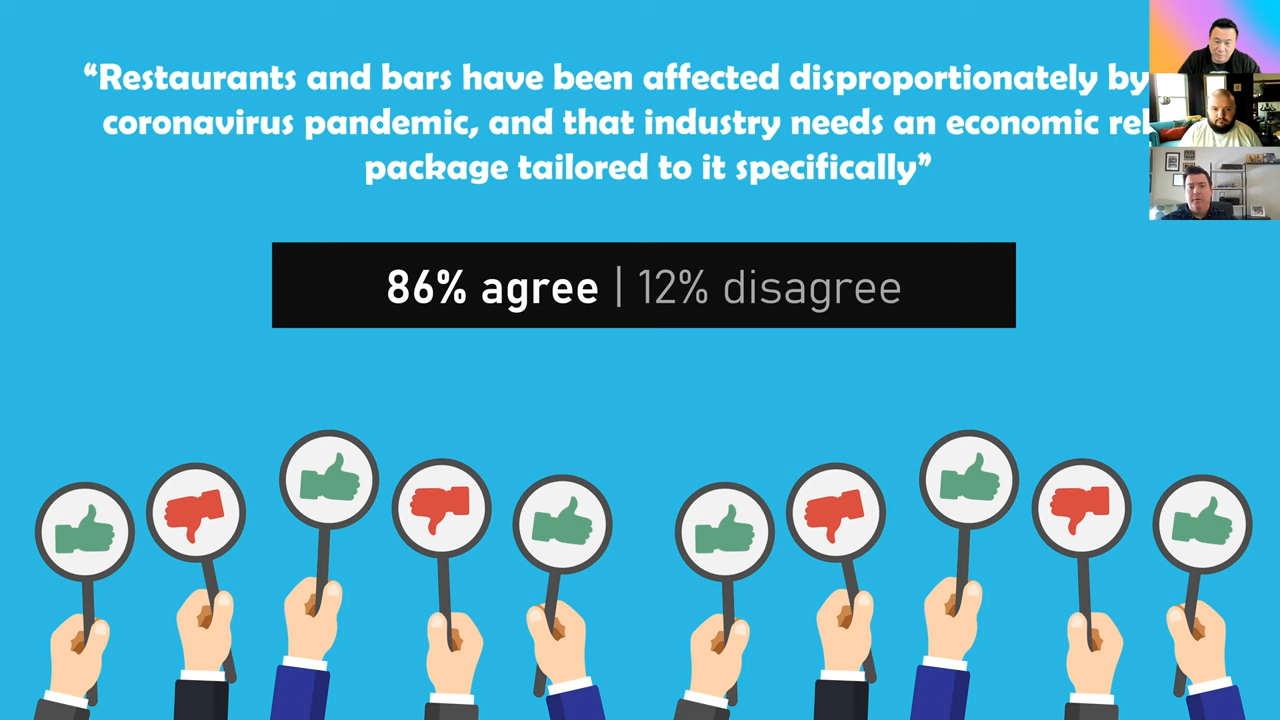 “Restaurants and bars have been affected disproportionately by
coronavirus pandemic, and that industry needs an economic
package tailored to it specifically”
86% agree | 12% disagree